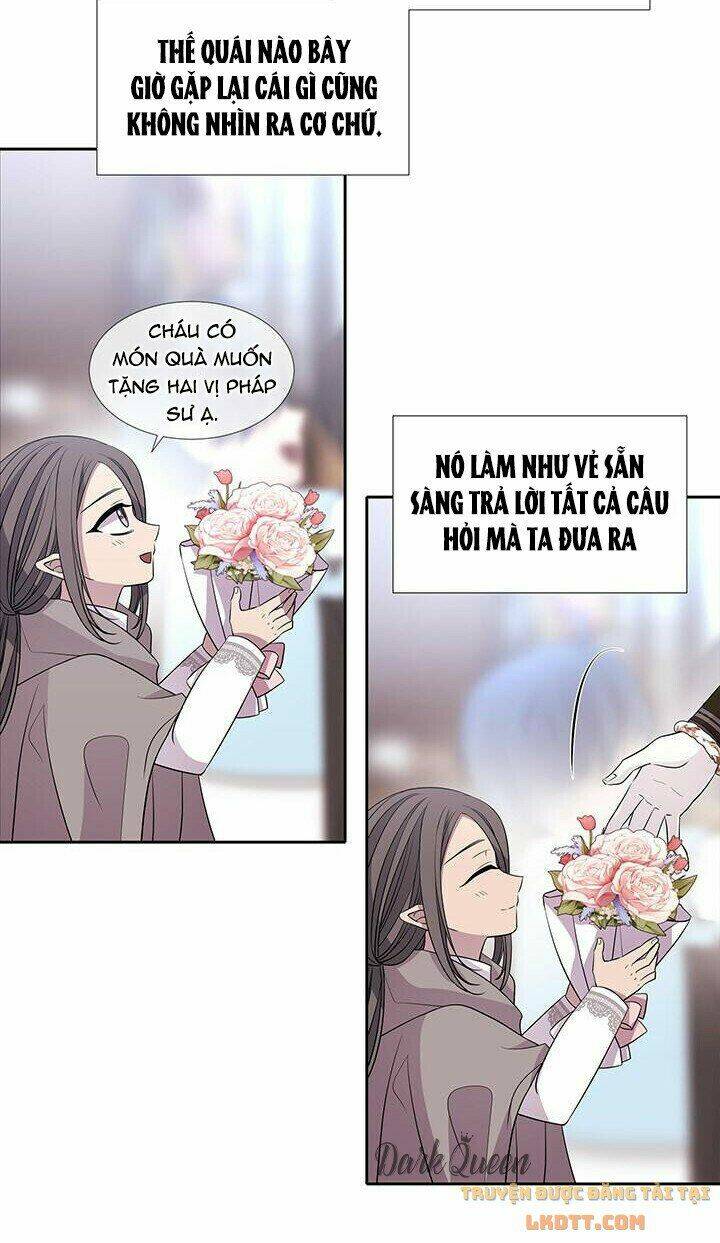 THẾ QUÁI NÀO BÂY
GIỜ GẶP LẠI CÁI GÌ CŨNG
KHÔNG NHÌN RA CƠ CHỨ.
CHÁU CÓ
MÓN QUÀ MUỐN
TẶNG HAI VỊ PHÁP
SƯ Ạ.
NÓ LÀM NHƯ VẺ SẴN
SÀNG TRẢ LỜI TẤT CẢ CÂU
HỎI MÀ TA ĐƯA RA
Dark Queen
TRUYỆN ĐƯỢC ĐĂNG TẢI TẠI
LKDTT.COM